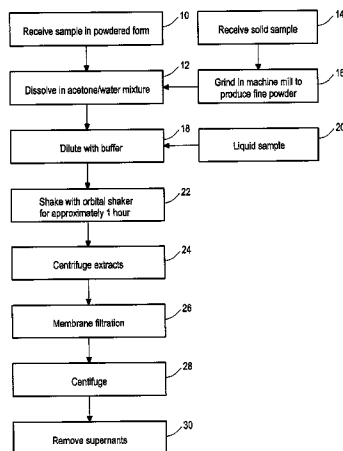 Receive sample in powdered form
10
Receive solid sample
14
Dissolve in acetone/water mixture
12
Grind in machine mill to
produce fine powder
16
Dilute with buffer
18
Liquid sample
20
Shake with orbital shaker
for approximately 1 hour
22
Centrifuge extracts
24
Membrane filtration
26
Centifuge
28
Remove supernants
30